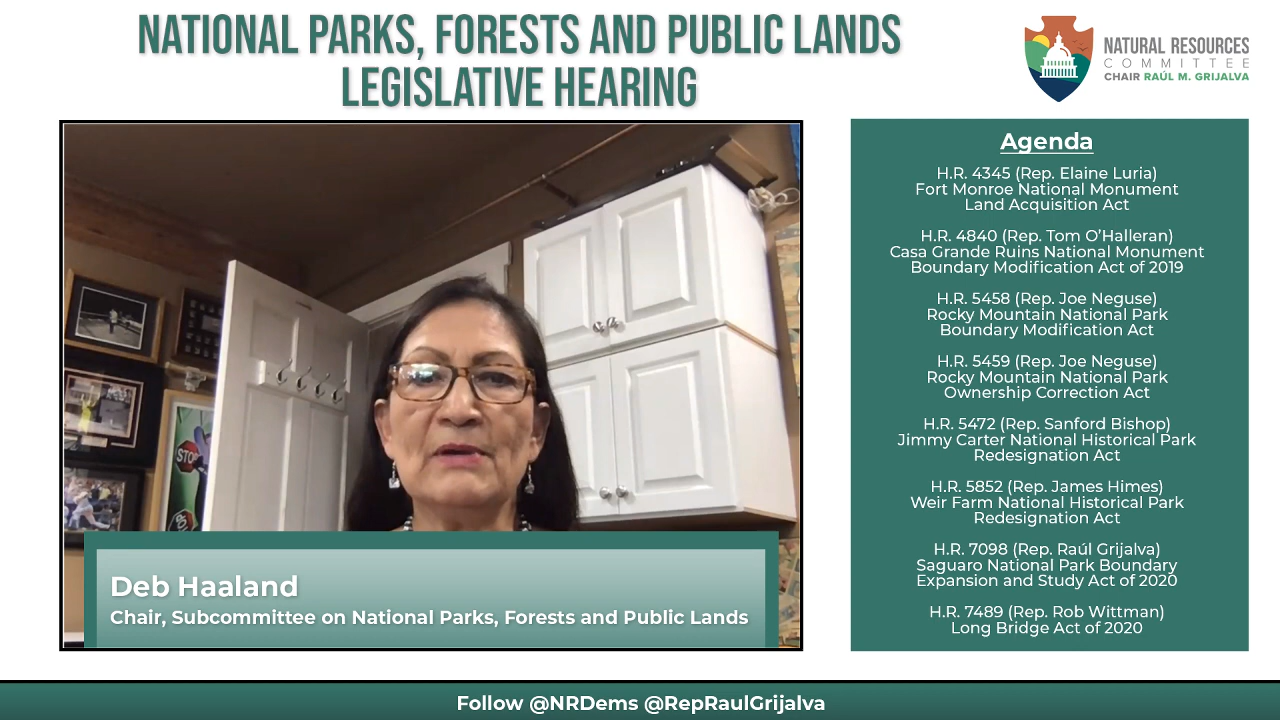 NATIONAL PARKS, FORESTS AND PUBLIC LANDS
LEGISLATIVE HEARING
NATURAL RESOURCES
COMMITTEE
CHAIR RAÚL M. GRIJALVA
STOP
Deb Haaland
Chair, Subcommittee on National Parks, Forests and Public Lands
Agenda
H.R. 4345 (Rep. Elaine Luria)
Fort Monroe National Monument
Land Acquisition Act
H.R. 4840 (Rep. Tom O’Halleran)
Casa Grande Ruins National Monument
Boundary Modification Act of 2019
H.R. 5458 (Rep. Joe Neguse)
Rocky Mountain National Park
Boundary Modification Act
H.R. 5459 (Rep. Joe Neguse)
Rocky Mountain National Park
Ownership Correction Act
H.R. 5472 (Rep. Sanford Bishop)
Jimmy Carter National Historical Park
Redesignation Act
H.R. 5852 (Rep. James Himes)
Weir Farm National Historical Park
Redesignation Act
H.R. 7098 (Rep. Raúl Grijalva)
Saguaro National Park Boundary
Expansion and Study Act of 2020
H.R. 7489 (Rep. Rob Wittman)
Long Bridge Act of 2020
Follow @NRDems @RepRaulGrijalva